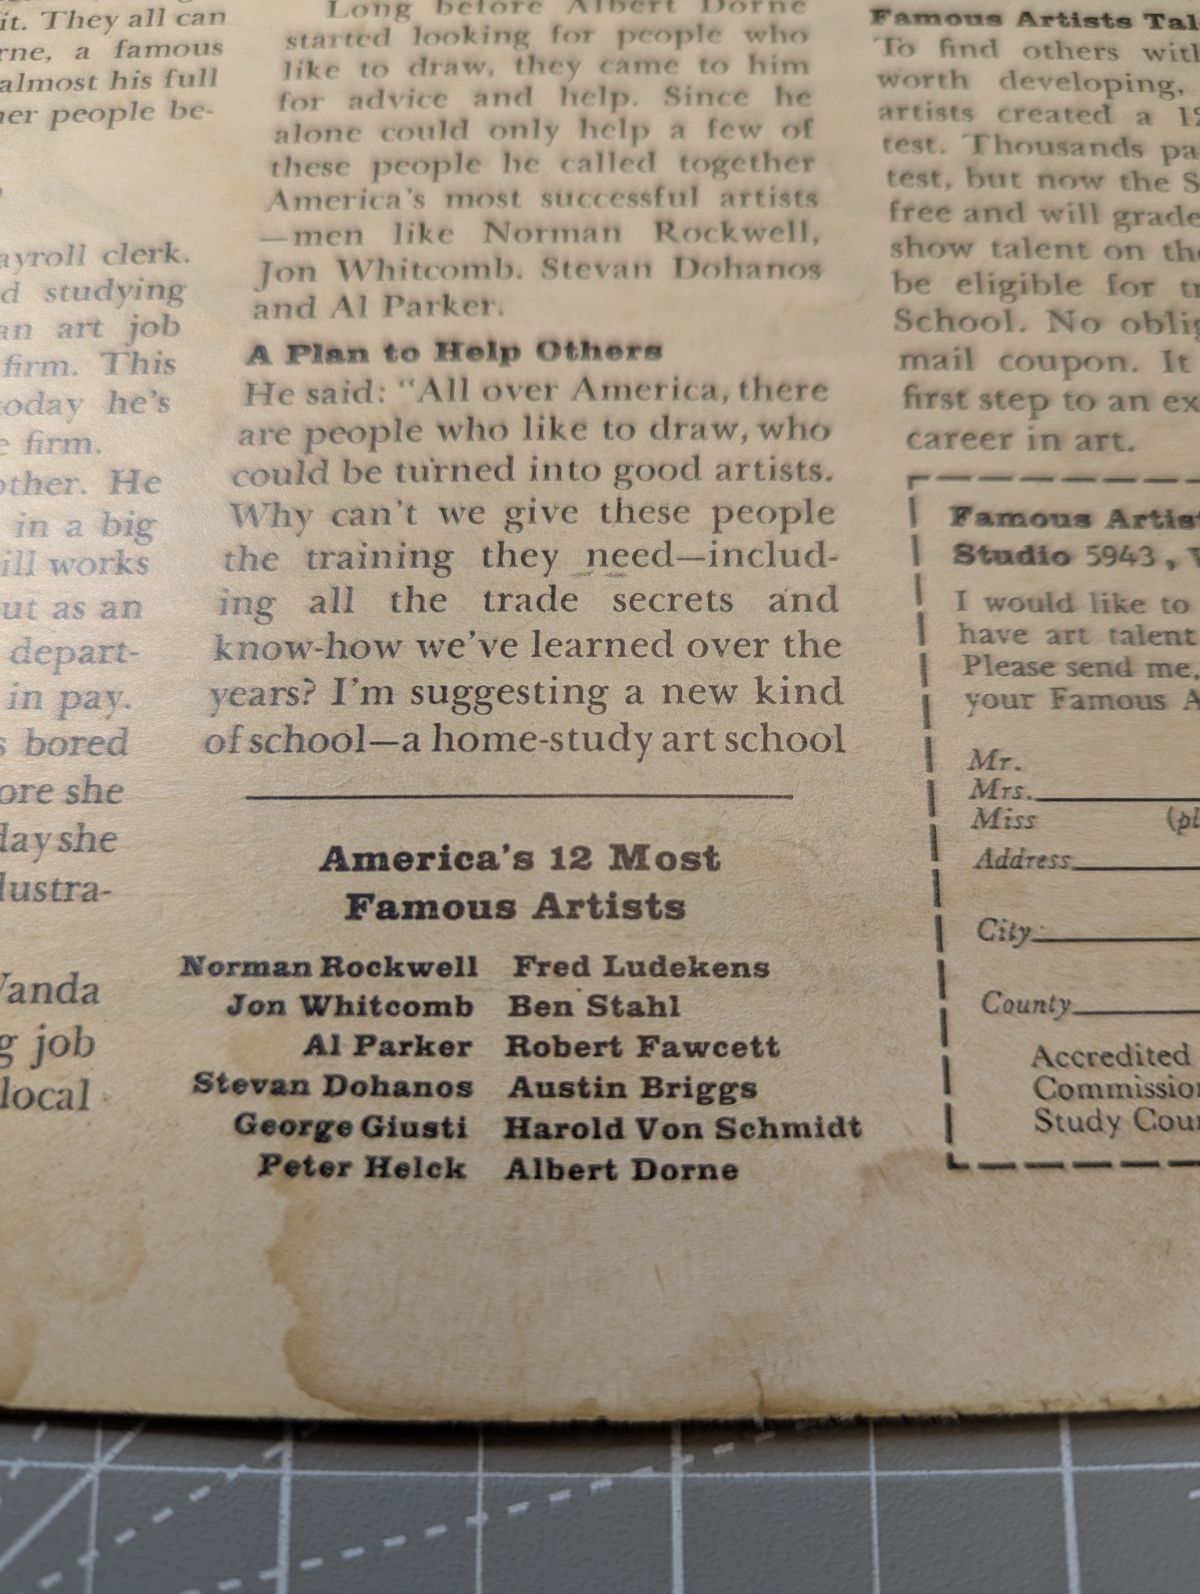 it. They all can
a famous
almost his full
people be-
payroll clerk.
studying
an art job
firm. This
today he's
firm.
other. He
in a big
works
as an
depart-
in pay.
bored
she
she
job
local
Long before Albert Dorne
started looking for people who
like to draw, they came to him
for advice and help. Since he
alone could only help a few of
these people he called together
America's most successful artists
—men like Norman Rockwell,
Jon Whitcomb, Stevan Dohanos
and Al Parker.
A Plan to Help Others
He said: "All over America, there
are people who like to draw, who
could be turned into good artists.
Why can't we give these people
the training they need—includ-
ing all the trade secrets and
know-how we've learned over the
years? I'm suggesting a new kind
of school—a home-study art school
America's 12 Most
Famous Artists
Norman Rockwell Fred Ludekens
Jon Whitcomb Ben Stahl
Al Parker Robert Fawcett
Stevan Dohanos Austin Briggs
George Giusti Harold Von Schmidt
Peter Helck Albert Dorne
Famous Artists
To find others with
worth developing,
artists created a
test. Thousands
test, but now the
free and will grade
show talent on the
be eligible for
School. No
mail coupon. It
first step to an
career in art.
Famous
Studio 5943,
I would like to
have art talent
Please send me,
your Famous
Mr.
Mrs.
Miss
Address
City
County
Accredited
Study